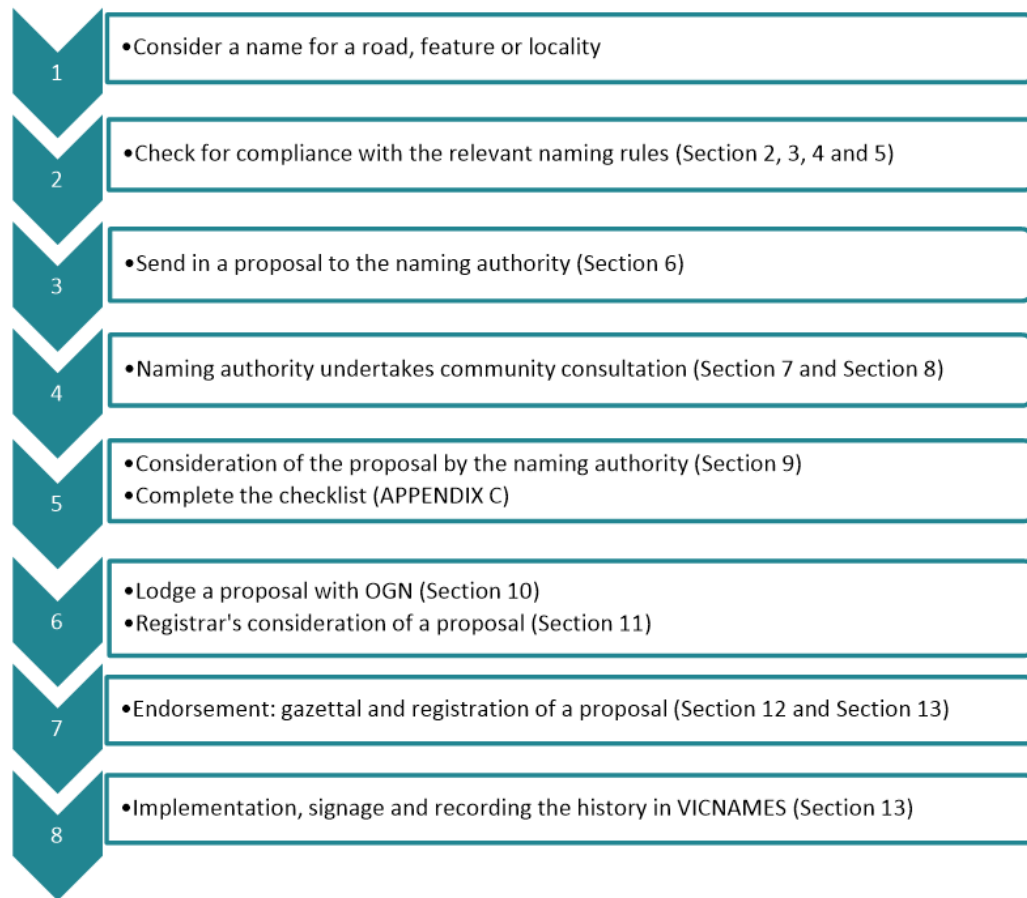 1
•Consider a name for a road, feature or locality
2
•Check for compliance with the relevant naming rules (Section 2, 3, 4 and 5)
3
•Send in a proposal to the naming authority (Section 6)
4
•Naming authority undertakes community consultation (Section 7 and Section 8)
5
•Consideration of the proposal by the naming authority (Section 9)
•Complete the checklist (APPENDIX C)
6
•Lodge a proposal with OGN (Section 10)
•Registrar's consideration of a proposal (Section 11)
7
•Endorsement: gazettal and registration of a proposal (Section 12 and Section 13)
8
•Implementation, signage and recording the history in VICNAMES (Section 13)